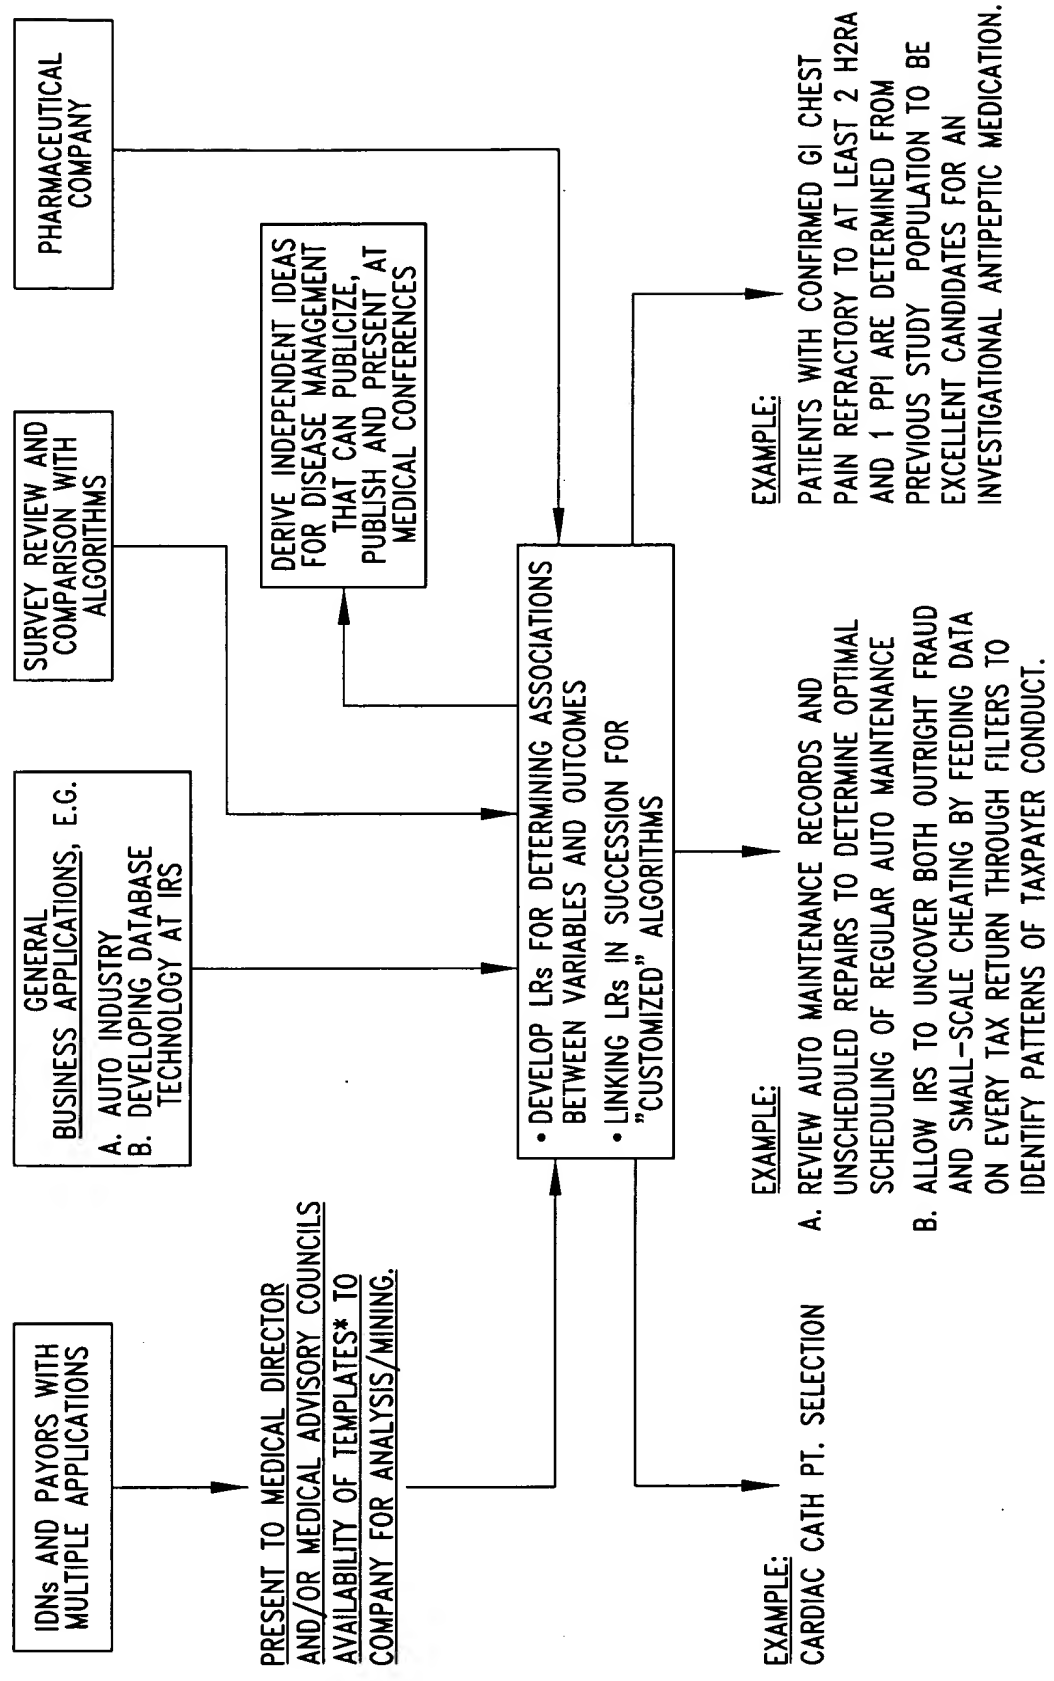 IDNs AND PAYORS WITH
MULTIPLE APPLICATIONS
GENERAL
BUSINESS APPLICATIONS, E.G.
A. AUTO INDUSTRY
B. DEVELOPING DATABASE
TECHNOLOGY AT IRS
SURVEY REVIEW AND
COMPARISON WITH
ALGORITHMS
PHARMACEUTICAL
COMPANY
PRESENT TO MEDICAL DIRECTOR
AND/OR MEDICAL ADVISORY COUNCILS
AVAILABILITY OF TEMPLATES* TO
COMPANY FOR ANALYSIS/MINING.
DERIVE INDEPENDENT IDEAS
FOR DISEASE MANAGEMENT
THAT CAN PUBLICIZE,
PUBLISH AND PRESENT AT
MEDICAL CONFERENCES
• DEVELOP LRs FOR DETERMINING ASSOCIATIONS
BETWEEN VARIABLES AND OUTCOMES
• LINKING LRs IN SUCCESSION FOR
"CUSTOMIZED" ALGORITHMS
EXAMPLE:
CARDIAC CATH PT. SELECTION
EXAMPLE:
A. REVIEW AUTO MAINTENANCE RECORDS AND
UNSCHEDULED REPAIRS TO DETERMINE OPTIMAL
SCHEDULING OF REGULAR AUTO MAINTENANCE
B. ALLOW IRS TO UNCOVER BOTH OUTRIGHT FRAUD
AND SMALL-SCALE CHEATING BY FEEDING DATA
ON EVERY TAX RETURN THROUGH FILTERS TO
IDENTIFY PATTERNS OF TAXPAYER CONDUCT.
EXAMPLE:
PATIENTS WITH CONFIRMED GI CHEST
PAIN REFRACTORY TO AT LEAST 2 H2RA
AND 1 PPI ARE DETERMINED FROM
PREVIOUS STUDY POPULATION TO BE
EXCELLENT CANDIDATES FOR AN
INVESTIGATIONAL ANTIPEPTIC MEDICATION.